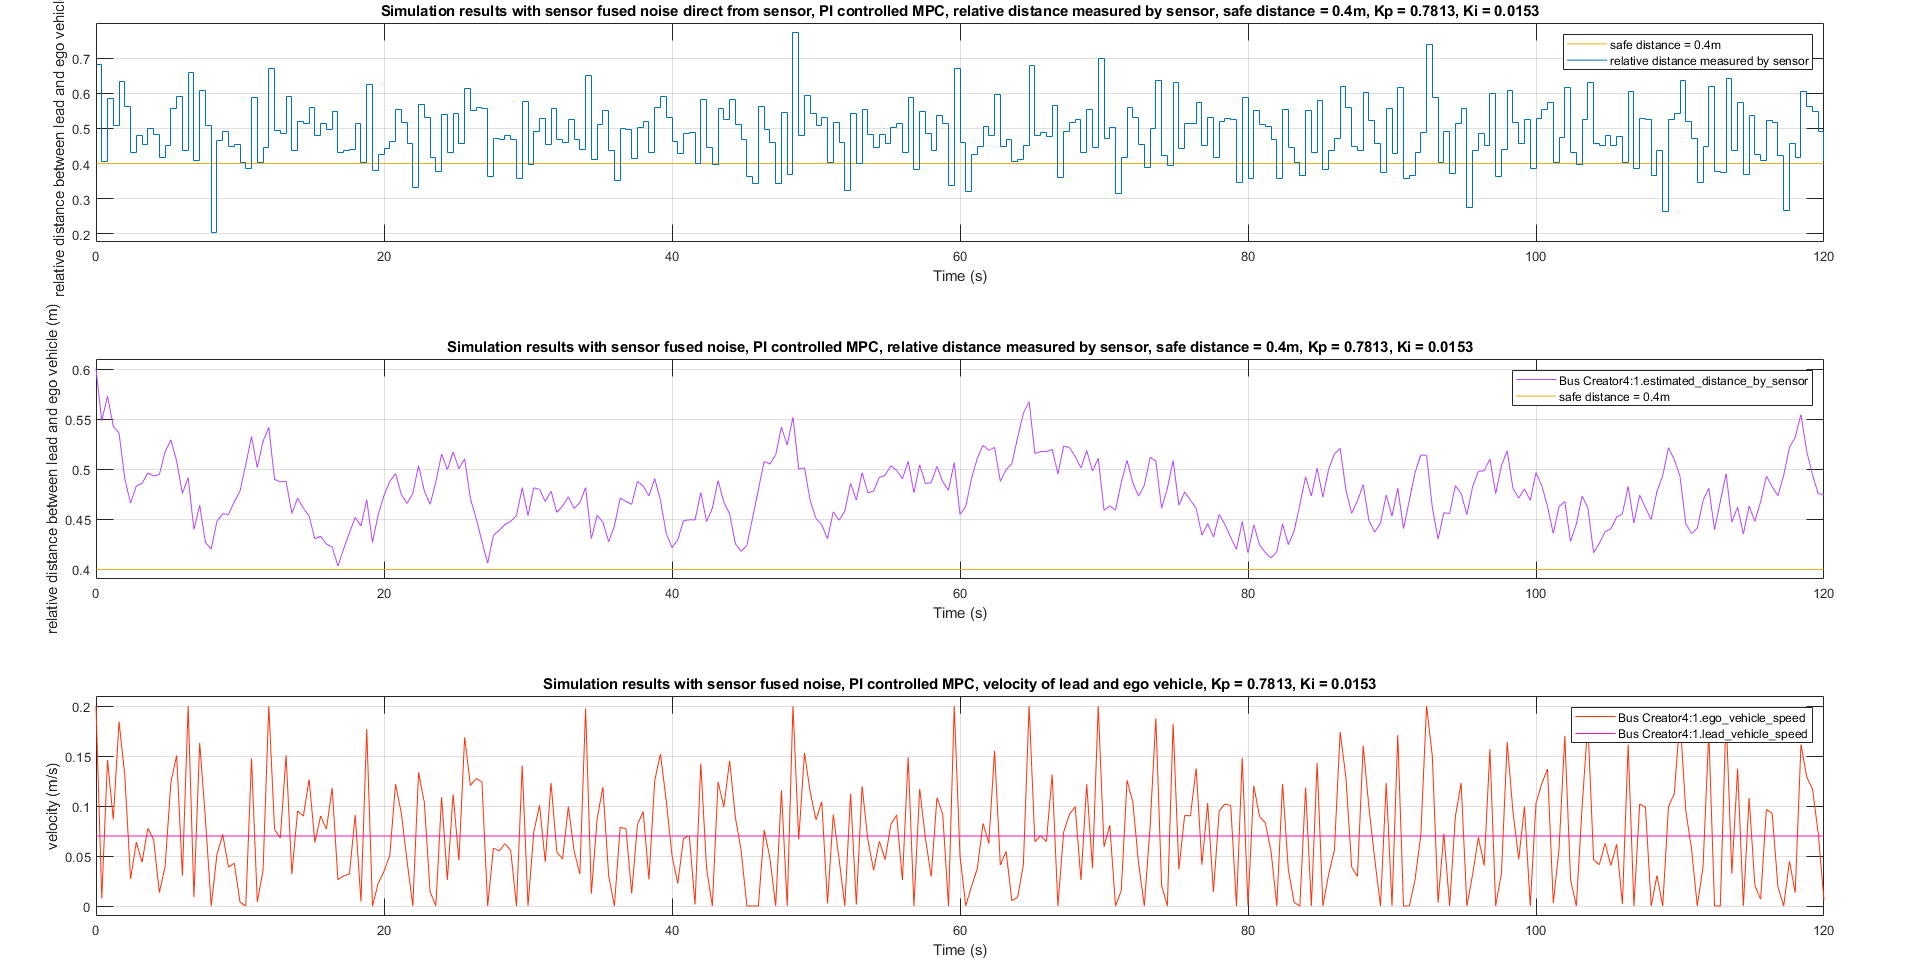 Simulation results with sensor fused noise direct from sensor, PI controlled MPC, relative distance measured by sensor, safe distance = 0.4m, Kp = 0.7813, Ki = 0.0153
relative distance between lead and ego vehicl
0.7
0.6
0.5
0.4
0.3
0.2
safe distance = 0.4m
relative distance measured by sensor
0
20
40
60
80
100
120
Time (s)
Simulation results with sensor fused noise, PI controlled MPC, relative distance measured by sensor, safe distance = 0.4m, Kp = 0.7813, Ki = 0.0153
relative distance between lead and ego vehicle (m)
0.6
0.55
0.5
0.45
0.4
Bus Creator4:1.estimated_distance_by_sensor
safe distance = 0.4m
0
20
40
60
80
100
120
Time (s)
Simulation results with sensor fused noise, PI controlled MPC, velocity of lead and ego vehicle, Kp = 0.7813, Ki = 0.0153
velocity (m/s)
0.2
0.15
0.1
0.05
0
Bus Creator4:1.ego_vehicle_speed
Bus Creator4:1.lead_vehicle_speed
0
20
40
60
80
100
120
Time (s)